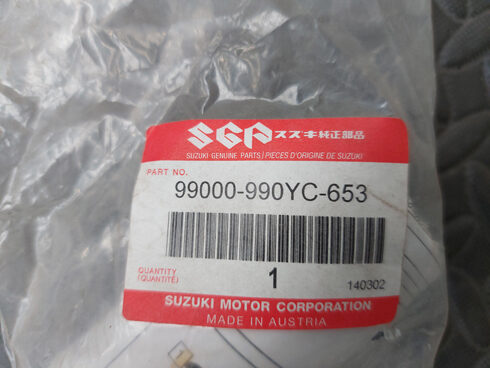 SGP スズキ純正部品
SUZUKI GENUINE PARTS / PIECES D'ORIGINE DE SUZUKI
PART NO.
99000-990YC-653
QUANTITY
(QUANTITÉ)
1
140302
SUZUKI MOTOR CORPORATION
MADE IN AUSTRIA